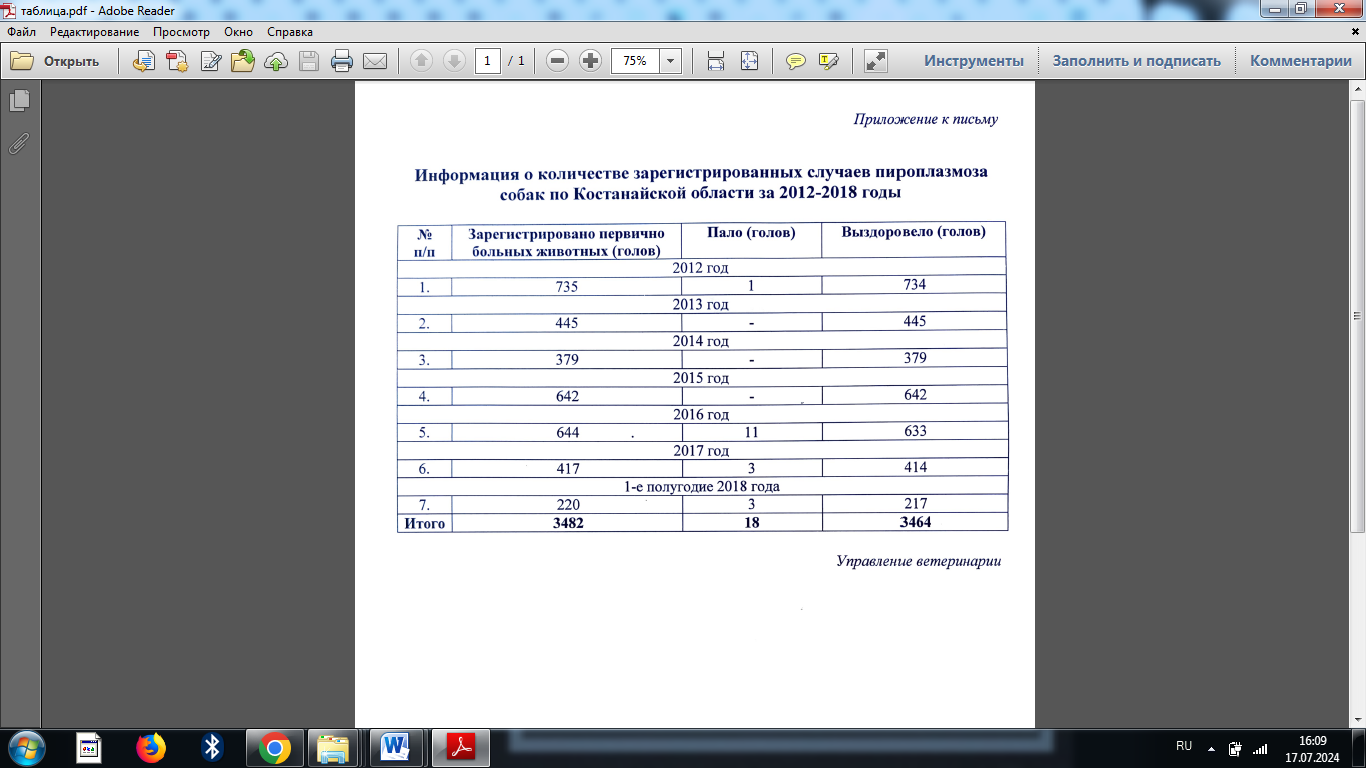 таблица.pdf - Adobe Reader
Файл Редактирование Просмотр Окно Справка
Открыть 1 / 1 75% Инструменты Заполнить и подписать Комментарии
Приложение к письму
Информация о количестве зарегистрированных случаев пироплазмоза
собак по Костанайской области за 2012-2018 годы
№ п/п Зарегистрировано первично больных животных (голов) Пало (голов) Выздоровело (голов)
2012 год
1. 735 1 734
2013 год
2. 445 - 445
2014 год
3. 379 - 379
2015 год
4. 642 - 642
2016 год
5. 644 11 633
2017 год
6. 417 3 414
1-е полугодие 2018 года
7. 220 3 217
Итого 3482 18 3464
Управление ветеринарии
RU 16:09
17.07.2024